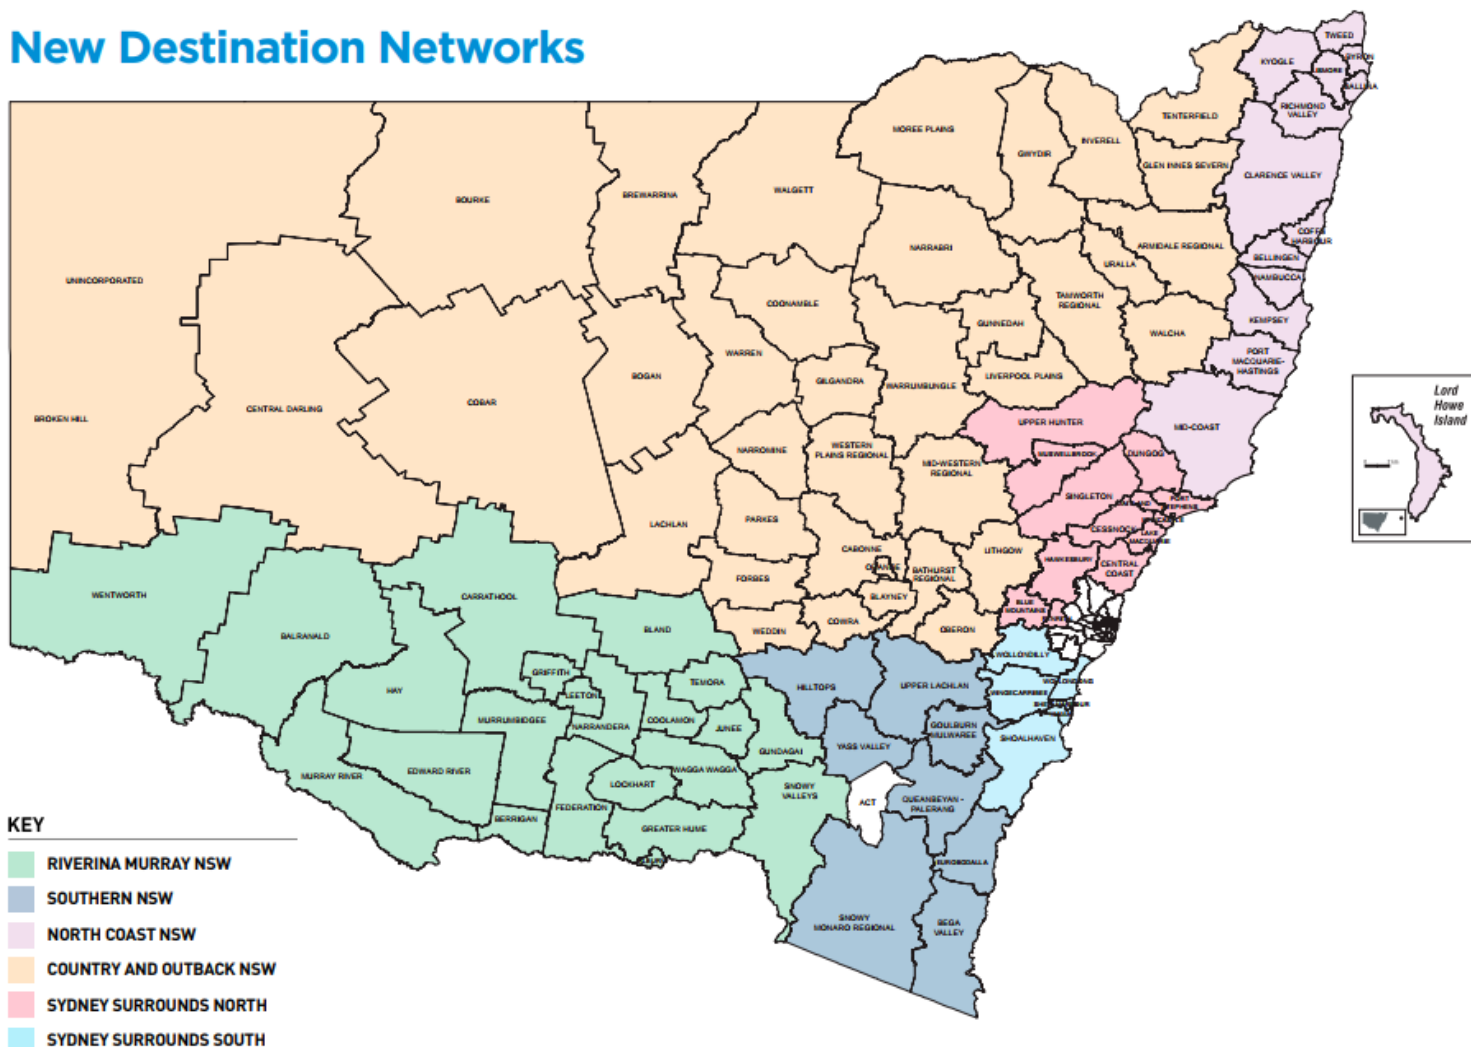 New Destination Networks
TWEED
KYOGLE
BYRON
LISMORE
BALLINA
RICHMOND
VALLEY
TENTERFIELD
MOREE PLAINS
INVERELL
GWYDIR
GLEN INNES SEVERN
CLARENCE VALLEY
BOURKE
BREWARRINA
WALGETT
COFFS
HARBOUR
NARRABRI
ARMIDALE REGIONAL
BELLINGEN
URALLA
NAMBUCCA
UNINCORPORATED
TAMWORTH
REGIONAL
COONAMBLE
GUNNEDAH
KEMPSEY
WALCHA
WARREN
PORT
MACQUARIE-
HASTINGS
BOGAN
GILGANDRA
WARRUMBUNGLE
LIVERPOOL PLAINS
COBAR
CENTRAL DARLING
BROKEN HILL
Lord
Howe
Island
UPPER HUNTER
MID-COAST
NARROMINE
WESTERN
PLAINS REGIONAL
MID-WESTERN
REGIONAL
MUSWELLBROOK
DUNGOG
SINGLETON
PORT
STEPHENS
MAITLAND
LACHLAN
PARKES
CESSNOCK
LAKE
MACQUARIE
CABONNE
ORANGE
LITHGOW
HAWKESBURY
CENTRAL
COAST
BATHURST
REGIONAL
FORBES
BLAYNEY
WENTWORTH
CARRATHOOL
BLUE
MOUNTAINS
PENRITH
BALRANALD
BLAND
WEDDIN
COWRA
OBERON
WOLLONDILLY
GRIFFITH
TEMORA
HILLTOPS
UPPER LACHLAN
WOLLONGONG
HAY
LEETON
WINGECARRIBEE
SHELLHARBOUR
MURRUMBIDGEE
NARRANDERA
COOLAMON
JUNEE
GOULBURN
MULWAREE
SHOALHAVEN
GUNDAGAI
YASS VALLEY
MURRAY RIVER
EDWARD RIVER
WAGGA WAGGA
LOCKHART
SNOWY
VALLEYS
ACT
QUEANBEYAN -
PALERANG
FEDERATION
BERRIGAN
GREATER HUME
ALBURY
EUROBODALLA
SNOWY
MONARO REGIONAL
BEGA
VALLEY
KEY
RIVERINA MURRAY NSW
SOUTHERN NSW
NORTH COAST NSW
COUNTRY AND OUTBACK NSW
SYDNEY SURROUNDS NORTH
SYDNEY SURROUNDS SOUTH